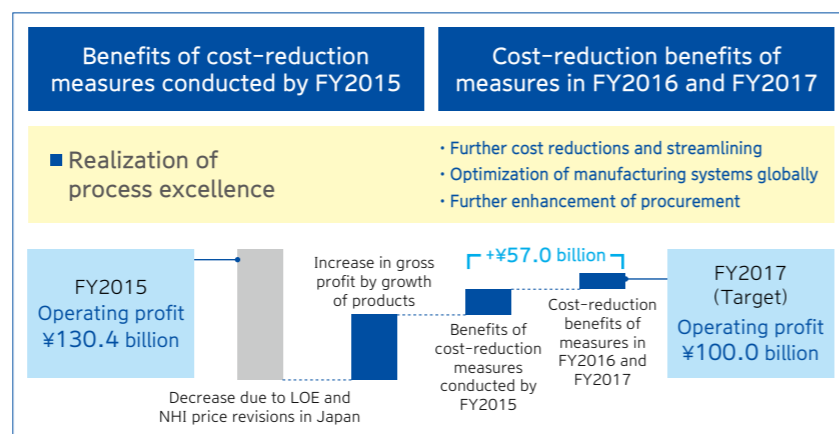 Benefits of cost-reduction
measures conducted by FY2015
Cost-reduction benefits of
measures in FY2016 and FY2017
■ Realization of
process excellence
・Further cost reductions and streamlining
・Optimization of manufacturing systems globally
・Further enhancement of procurement
FY2015
Operating profit
¥130.4 billion
Decrease due to LOE and
NHI price revisions in Japan
Increase in gross
profit by growth
of products
+¥57.0 billion
Benefits of
cost-reduction
measures
conducted by
FY2015
Cost-reduction
benefits of
measures in
FY2016 and
FY2017
FY2017
(Target)
Operating profit
¥100.0 billion